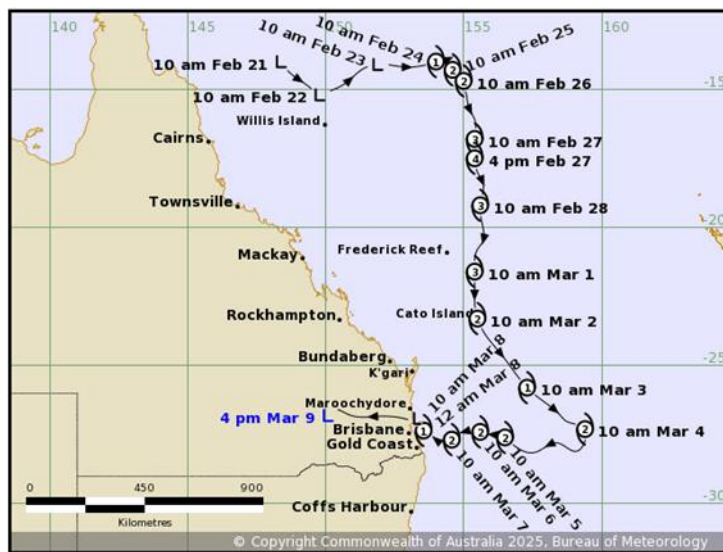 140
145
150
155
160
10 am Feb 21
10 am Feb 22
10 am Feb 23
10 am Feb 24
10 am Feb 25
10 am Feb 26
1
2
2
-15
Willis Island
Cairns
3
10 am Feb 27
4
4 pm Feb 27
Townsville
3
10 am Feb 28
-20
Mackay
Frederick Reef
3
10 am Mar 1
Rockhampton
Cato Island
2
10 am Mar 2
-25
Bundaberg
K'gari
10 am Mar 8
12 am Mar 8
1
10 am Mar 3
Maroochydore
4 pm Mar 9
Brisbane
1
2
2
2
2
10 am Mar 4
Gold Coast
10 am Mar 5
10 am Mar 6
10 am Mar 7
0
450
900
Kilometres
Coffs Harbour
-30
© Copyright Commonwealth of Australia 2025, Bureau of Meteorology